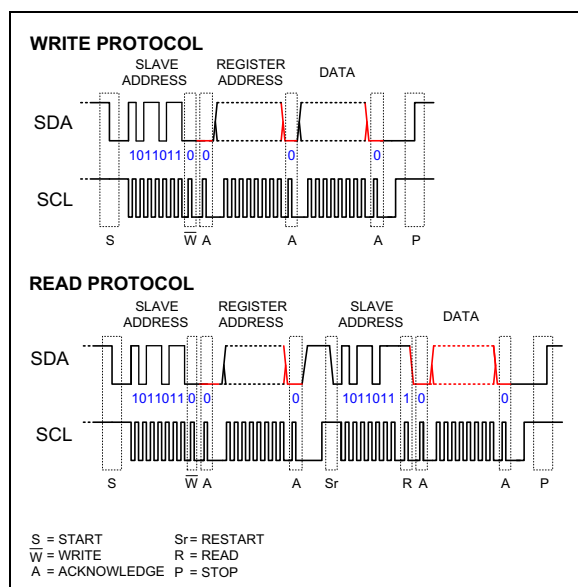 WRITE PROTOCOL
SLAVE ADDRESS REGISTER ADDRESS DATA
SDA
1011011 0 0 0 0
SCL
S W̅ A A A P
READ PROTOCOL
SLAVE ADDRESS REGISTER ADDRESS SLAVE ADDRESS DATA
SDA
1011011 0 0 0 1011011 1 0 0
SCL
S W̅ A A Sr R A A P
S = START Sr = RESTART
W̅ = WRITE R = READ
A = ACKNOWLEDGE P = STOP